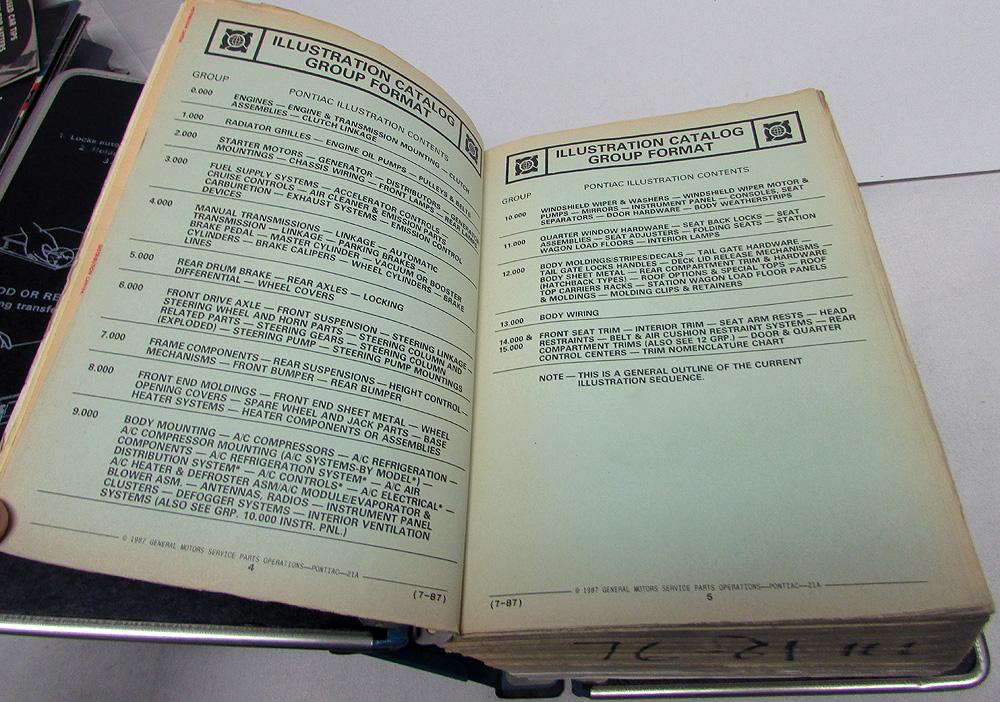 ILLUSTRATION CATALOG
GROUP FORMAT
GROUP
PONTIAC ILLUSTRATION CONTENTS
0.000
ENGINES — ENGINE & TRANSMISSION MOUNTING — CLUTCH
ASSEMBLIES — CLUTCH LINKAGE
1.000
RADIATOR GRILLES — ENGINE OIL PUMPS — PULLEYS & BELTS
2.000
STARTER MOTORS — GENERATOR — DISTRIBUTORS — GENERATOR
MOUNTINGS — CHASSIS WIRING — FRONT LAMPS — REAR LAMPS
3.000
FUEL SUPPLY SYSTEMS — ACCELERATOR CONTROLS —
CRUISE CONTROLS — AIR CLEANER & EMISSION PARTS
CARBURETION — EXHAUST SYSTEMS — EMISSION CONTROL
DEVICES
4.000
MANUAL TRANSMISSIONS — LINKAGE — AUTOMATIC
TRANSMISSION — LINKAGE — PARKING BRAKES —
BRAKE PEDAL — MASTER CYLINDER — VACUUM OR BOOSTER
CYLINDERS — BRAKE CALIPERS — WHEEL CYLINDERS — BRAKE
LINES
5.000
REAR DRUM BRAKE — REAR AXLES — LOCKING
DIFFERENTIAL — WHEEL COVERS
6.000
FRONT DRIVE AXLE — FRONT SUSPENSION — STEERING LINKAGE —
STEERING WHEEL AND HORN PARTS — STEERING COLUMN AND
RELATED PARTS — STEERING GEARS — STEERING COLUMN
(EXPLODED) — STEERING PUMP — STEERING PUMP MOUNTINGS
7.000
FRAME COMPONENTS — REAR SUSPENSIONS — HEIGHT CONTROL —
MECHANISMS — FRONT BUMPER — REAR BUMPER
8.000
FRONT END MOLDINGS — FRONT END SHEET METAL — WHEEL
OPENING COVERS — SPARE WHEEL AND JACK PARTS — BASE
HEATER SYSTEMS — HEATER COMPONENTS OR ASSEMBLIES
9.000
BODY MOUNTING — A/C COMPRESSORS — A/C REFRIGERATION —
A/C COMPRESSOR MOUNTING (A/C SYSTEMS-BY MODEL*) —
COMPONENTS — A/C REFRIGERATION SYSTEM* — A/C AIR
DISTRIBUTION SYSTEM* — A/C CONTROLS* — A/C ELECTRICAL* —
A/C HEATER & DEFROSTER ASM/A/C MODULE/EVAPORATOR &
BLOWER ASM. — ANTENNAS, RADIOS — INSTRUMENT PANEL
CLUSTERS — DEFOGGER SYSTEMS — INTERIOR VENTILATION
SYSTEMS (ALSO SEE GRP. 10.000 INSTR. PNL.)
© 1987 GENERAL MOTORS SERVICE PARTS OPERATIONS—PONTIAC—21A
4
(7-87)
ILLUSTRATION CATALOG
GROUP FORMAT
PONTIAC ILLUSTRATION CONTENTS
GROUP
10.000
WINDSHIELD WIPER & WASHERS — WINDSHIELD WIPER MOTOR &
PUMPS — MIRRORS — INSTRUMENT PANEL — CONSOLES, SEAT
SEPARATORS — DOOR HARDWARE — BODY WEATHERSTRIPS
11.000
QUARTER WINDOW HARDWARE — SEAT BACK LOCKS — SEAT
ASSEMBLIES — SEAT ADJUSTERS — FOLDING SEATS — STATION
WAGON LOAD FLOORS — INTERIOR LAMPS
12.000
BODY MOLDINGS/STRIPES/DECALS — TAIL GATE HARDWARE —
TAIL GATE LOCKS HANDLES — DECK LID RELEASE MECHANISMS —
BODY SHEET METAL — REAR COMPARTMENT TRIM & HARDWARE
(HATCHBACK TYPES) — ROOF OPTIONS & SPECIAL TOPS — ROOF
TOP CARRIERS RACKS — STATION WAGON LOAD FLOOR PANELS
& MOLDINGS — MOLDING CLIPS & RETAINERS
13.000
BODY WIRING
14.000 &
15.000
FRONT SEAT TRIM — INTERIOR TRIM — SEAT ARM RESTS — HEAD
RESTRAINTS — BELT & AIR CUSHION RESTRAINT SYSTEMS — REAR
COMPARTMENT TRIMS (ALSO SEE 12 GRP.) — DOOR & QUARTER
CONTROL CENTERS — TRIM NOMENCLATURE CHART
NOTE — THIS IS A GENERAL OUTLINE OF THE CURRENT
ILLUSTRATION SEQUENCE.
© 1987 GENERAL MOTORS SERVICE PARTS OPERATIONS—PONTIAC—21A
(7-87)
5
1. Locks
OD OR RE